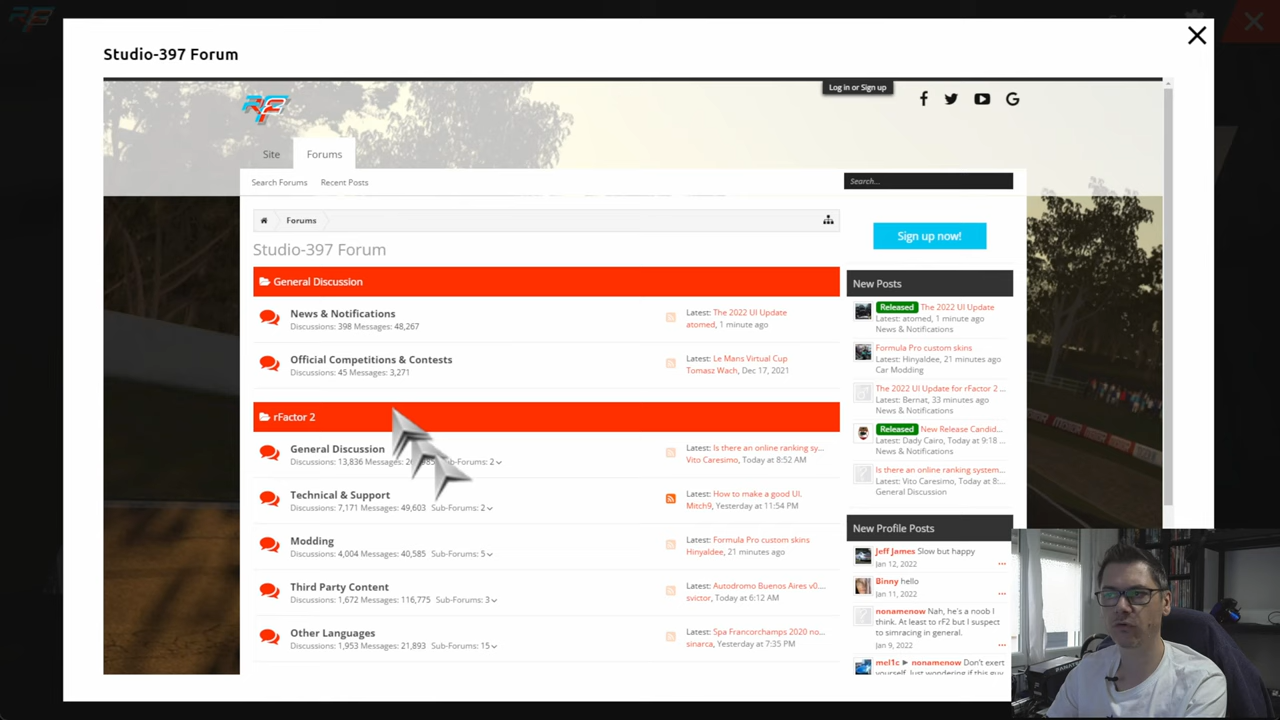 Studio-397 Forum
Log in or Sign up
Site
Forums
Search Forums
Recent Posts
Search...
Forums
Studio-397 Forum
Sign up now!
General Discussion
News & Notifications
Discussions: 398 Messages: 48,267
Latest: The 2022 UI Update
atomed, 1 minute ago
Official Competitions & Contests
Discussions: 45 Messages: 3,271
Latest: Le Mans Virtual Cup
Tomasz Wach, Dec 17, 2021
rFactor 2
General Discussion
Discussions: 13,836 Messages:
Sub-Forums: 2
Latest: Is there an online ranking sy...
Vito Caresimo, Today at 8:52 AM
Technical & Support
Discussions: 7,171 Messages: 49,603 Sub-Forums: 2
Latest: How to make a good UI.
Mitch9, Yesterday at 11:54 PM
Modding
Discussions: 4,004 Messages: 40,585 Sub-Forums: 5
Latest: Formula Pro custom skins
Hinyaldee, 21 minutes ago
Third Party Content
Discussions: 1,672 Messages: 116,775 Sub-Forums: 3
Latest: Autodromo Buenos Aires v0....
svictor, Today at 6:12 AM
Other Languages
Discussions: 1,953 Messages: 21,893 Sub-Forums: 15
Latest: Spa Francorchamps 2020 no...
sinarca, Yesterday at 7:35 PM
New Posts
Released The 2022 UI Update
Latest: atomed, 1 minute ago
News & Notifications
Formula Pro custom skins
Latest: Hinyaldee, 21 minutes ago
Car Modding
The 2022 UI Update for rFactor 2 ...
Latest: Bernat, 33 minutes ago
News & Notifications
Released New Release Candid...
Latest: Dady Cairo, Today at 9:18 ...
News & Notifications
Is there an online ranking system...
Latest: Vito Caresimo, Today at 8:...
General Discussion
New Profile Posts
Jeff James Slow but happy
Jan 12, 2022
Binny hello
Jan 11, 2022
nonamenow Nah, he's a noob I
think. At least to rF2 but I suspect
to simracing in general.
Jan 9, 2022
mel1c nonamenow Don't exert
yourself. Just wondering if this guy